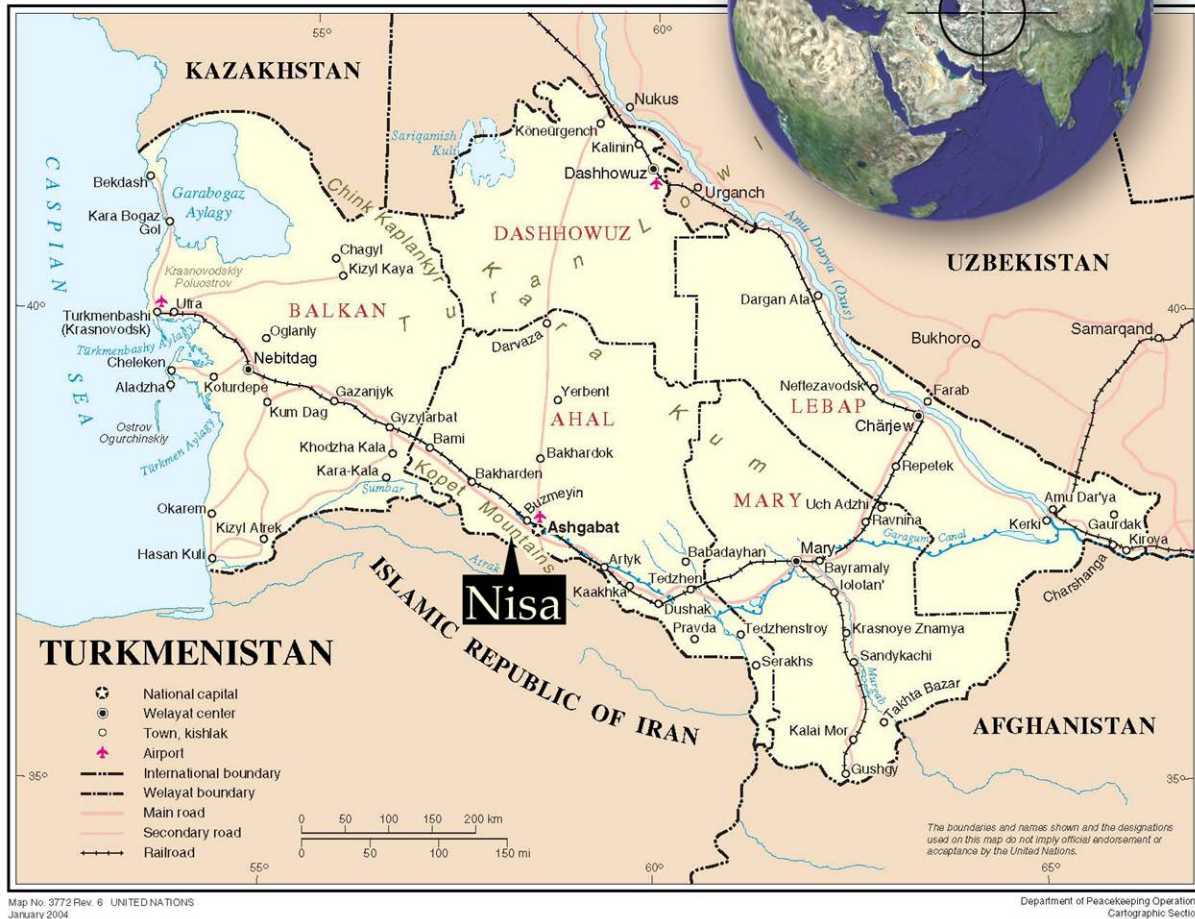 55°
60°
KAZAKHSTAN
Nukus
Köneürgench
Sariqamish
Kuli
Kalinin
Dashhowuz
Urganch
Bekdash
Garabogaz
Aylagy
Kara Bogaz
Gol
CASPIAN SEA
Chink Kaplankyr
DASHHOWUZ
Turan Lowl
Amu Darya (Oxus)
UZBEKISTAN
Chagyl
Kizyl Kaya
Krasnovodskiy
Poluostrov
Kara Kum
40°
40°
BALKAN
Ufra
Turkmenbashi
(Krasnovodsk)
Türkmenbashy Aylagy
Oglanly
Darvaza
Dargan Ala
Bukhoro
Samarqand
Cheleken
Nebitdag
Aladzha
Koturdepe
Gazanjyk
Kum Dag
Yerbent
Neftezavodsk
Farab
LEBAP
AHAL
Chärjew
Ostrov
Ogurchinskiy
Türkmen Aylagy
Gyzylarbat
Bami
Khodzha Kala
Kara-Kala
Sumbar
Bakhardok
Bakharden
Repetek
Kopet Mountains
MARY
Uch Adzhi
Okarem
Buzmeyin
Ashgabat
Ravnina
Garagum Canal
Amu Dar'ya
Kerki
Gaurdak
Kizyl Atrek
Kirova
Hasan Kuli
Atrak
Babadayhan
Mary
Bayramaly
Artyk
Tedzhen
Iolotan'
Charshanga
Kaakhka
Dushak
Nisa
ISLAMIC REPUBLIC OF IRAN
Pravda
Tedzhenstroy
Krasnoye Znamya
Serakhs
Sandykachi
Murgab
Takhta Bazar
AFGHANISTAN
Kalai Mor
Gushgy
TURKMENISTAN
National capital
Welayat center
Town, kishlak
Airport
International boundary
Welayat boundary
Main road
Secondary road
Railroad
35°
35°
0 50 100 150 200 km
0 50 100 150 mi
The boundaries and names shown and the designations
used on this map do not imply official endorsement or
acceptance by the United Nations.
55°
60°
65°
Map No. 3772 Rev. 6 UNITED NATIONS
January 2004
Department of Peacekeeping Operation
Cartographic Sectio